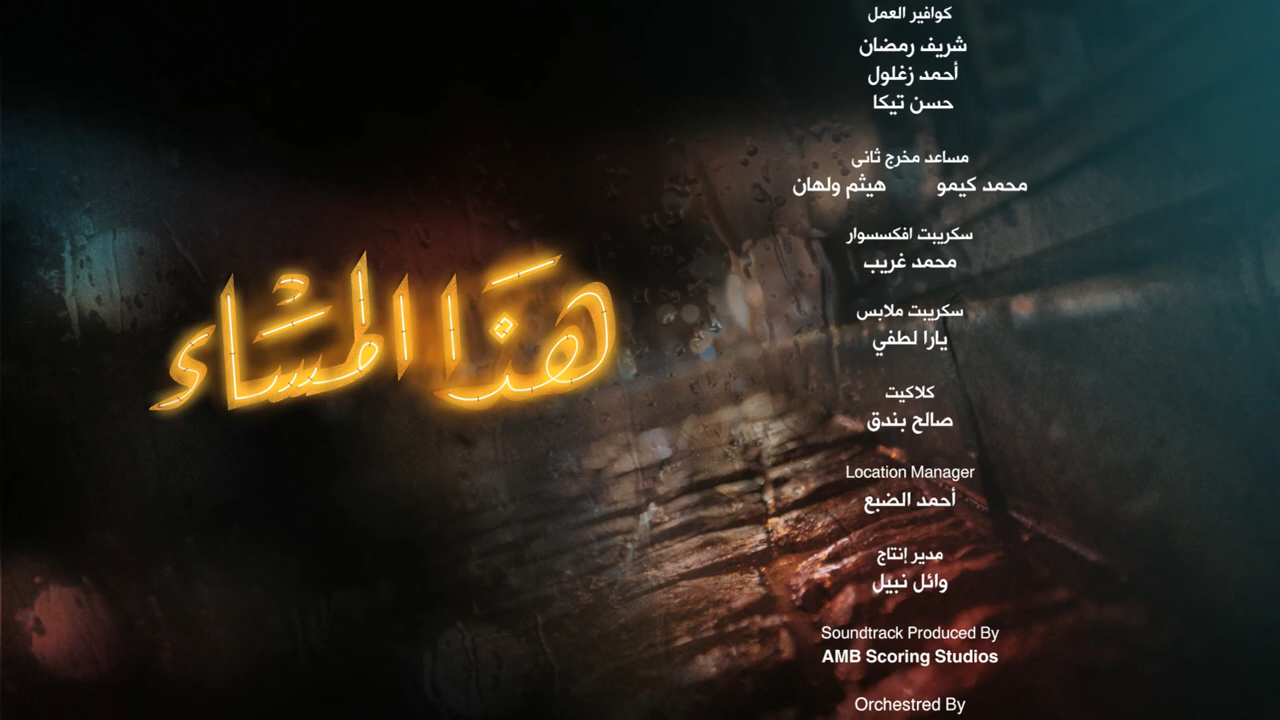 هَذَا المْسَاء
كوافير العمل
شريف رمضان
أحمد زغلول
حسن تيكا
مساعد مخرج ثانى
محمد كيمو هيثم ولهان
سكريبت افكسسوار
محمد غريب
سكريبت ملابس
يارا لطفي
كلاكيت
صالح بندق
Location Manager
أحمد الضبع
مدير إنتاج
وائل نبيل
Soundtrack Produced By
AMB Scoring Studios
Orchestred By